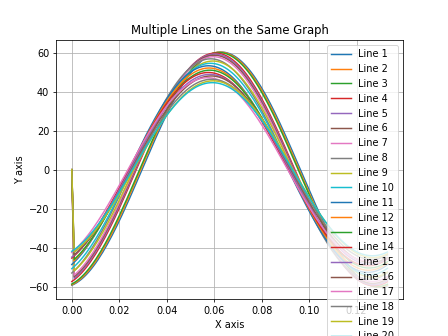 Multiple Lines on the Same Graph
Y axis
60
40
20
0
−20
−40
−60
0.00
0.02
0.04
0.06
0.08
0.10
X axis
Line 1
Line 2
Line 3
Line 4
Line 5
Line 6
Line 7
Line 8
Line 9
Line 10
Line 11
Line 12
Line 13
Line 14
Line 15
Line 16
Line 17
Line 18
Line 19
Line 20